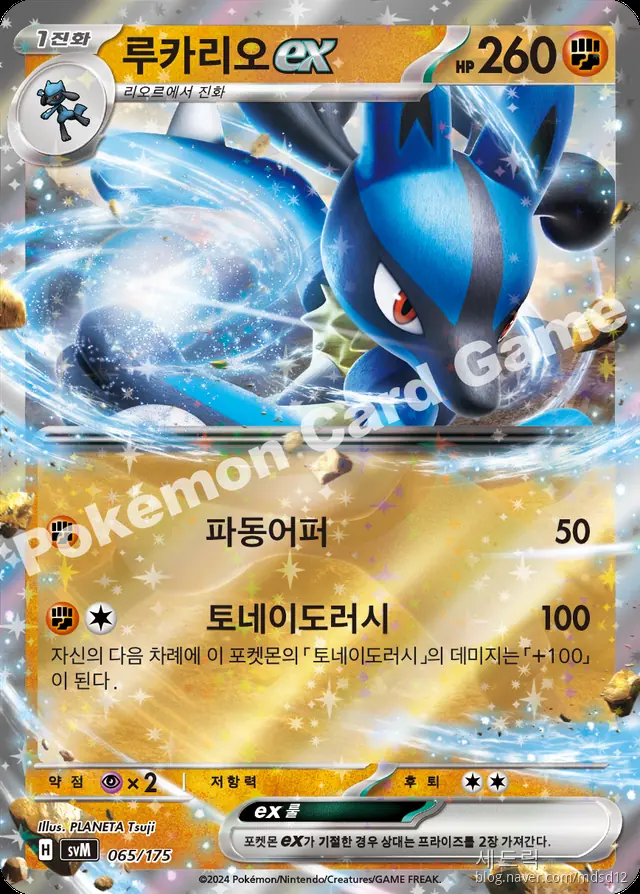 1진화
루카리오 ex
HP 260
리오르에서 진화
Pokémon Card Game
파동어퍼 50
토네이도러시 100
자신의 다음 차례에 이 포켓몬의 「토네이도러시」의 데미지는 「+100」
이 된다.
약점 ×2 저항력 후퇴
ex 룰
포켓몬 ex가 기절한 경우 상대는 프라이즈를 2장 가져간다.
Illus. PLANETA Tsuji
H svM 065/175
세드릭
blog.naver.com/mdsd12
©2024 Pokémon/Nintendo/Creatures/GAME FREAK.